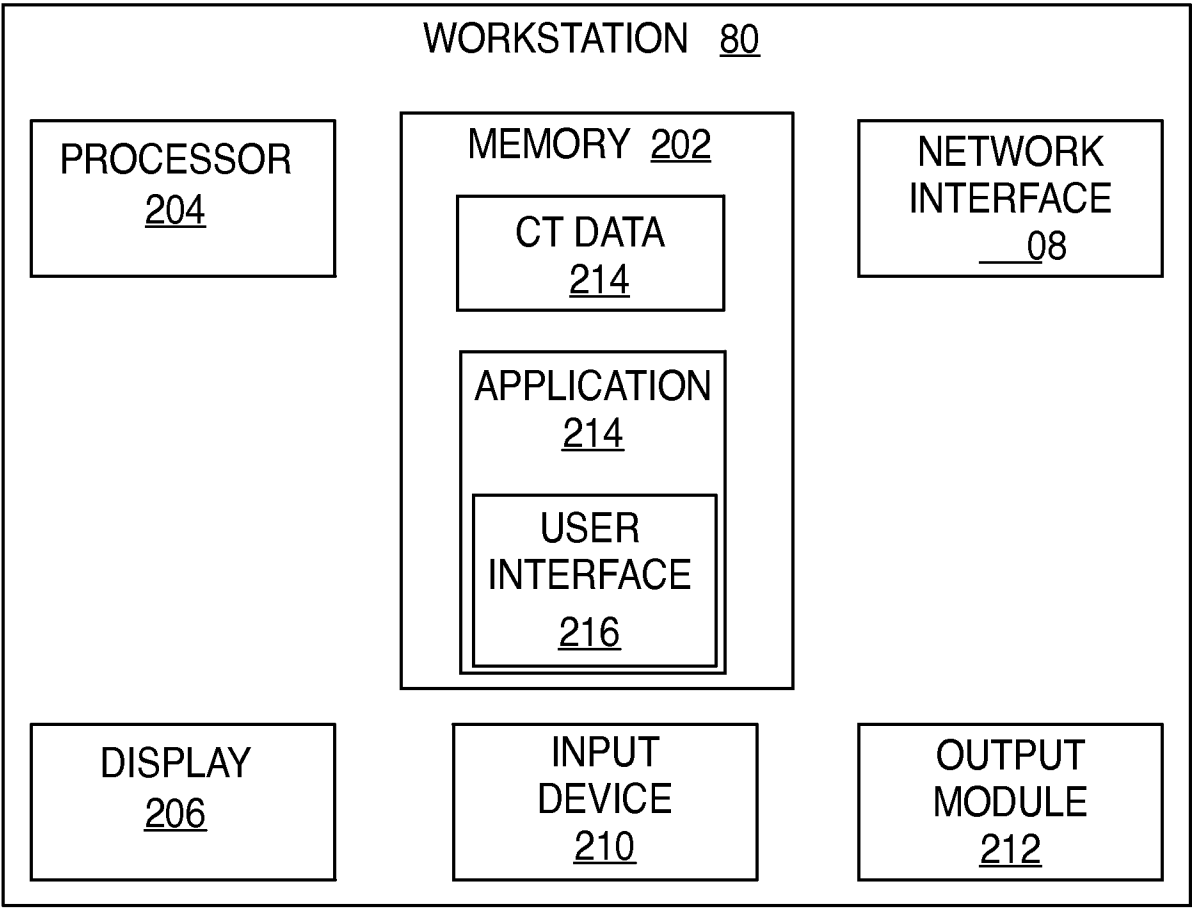 WORKSTATION 80
PROCESSOR
204
MEMORY 202
CT DATA
214
APPLICATION
214
USER
INTERFACE
216
NETWORK
INTERFACE
08
DISPLAY
206
INPUT
DEVICE
210
OUTPUT
MODULE
212